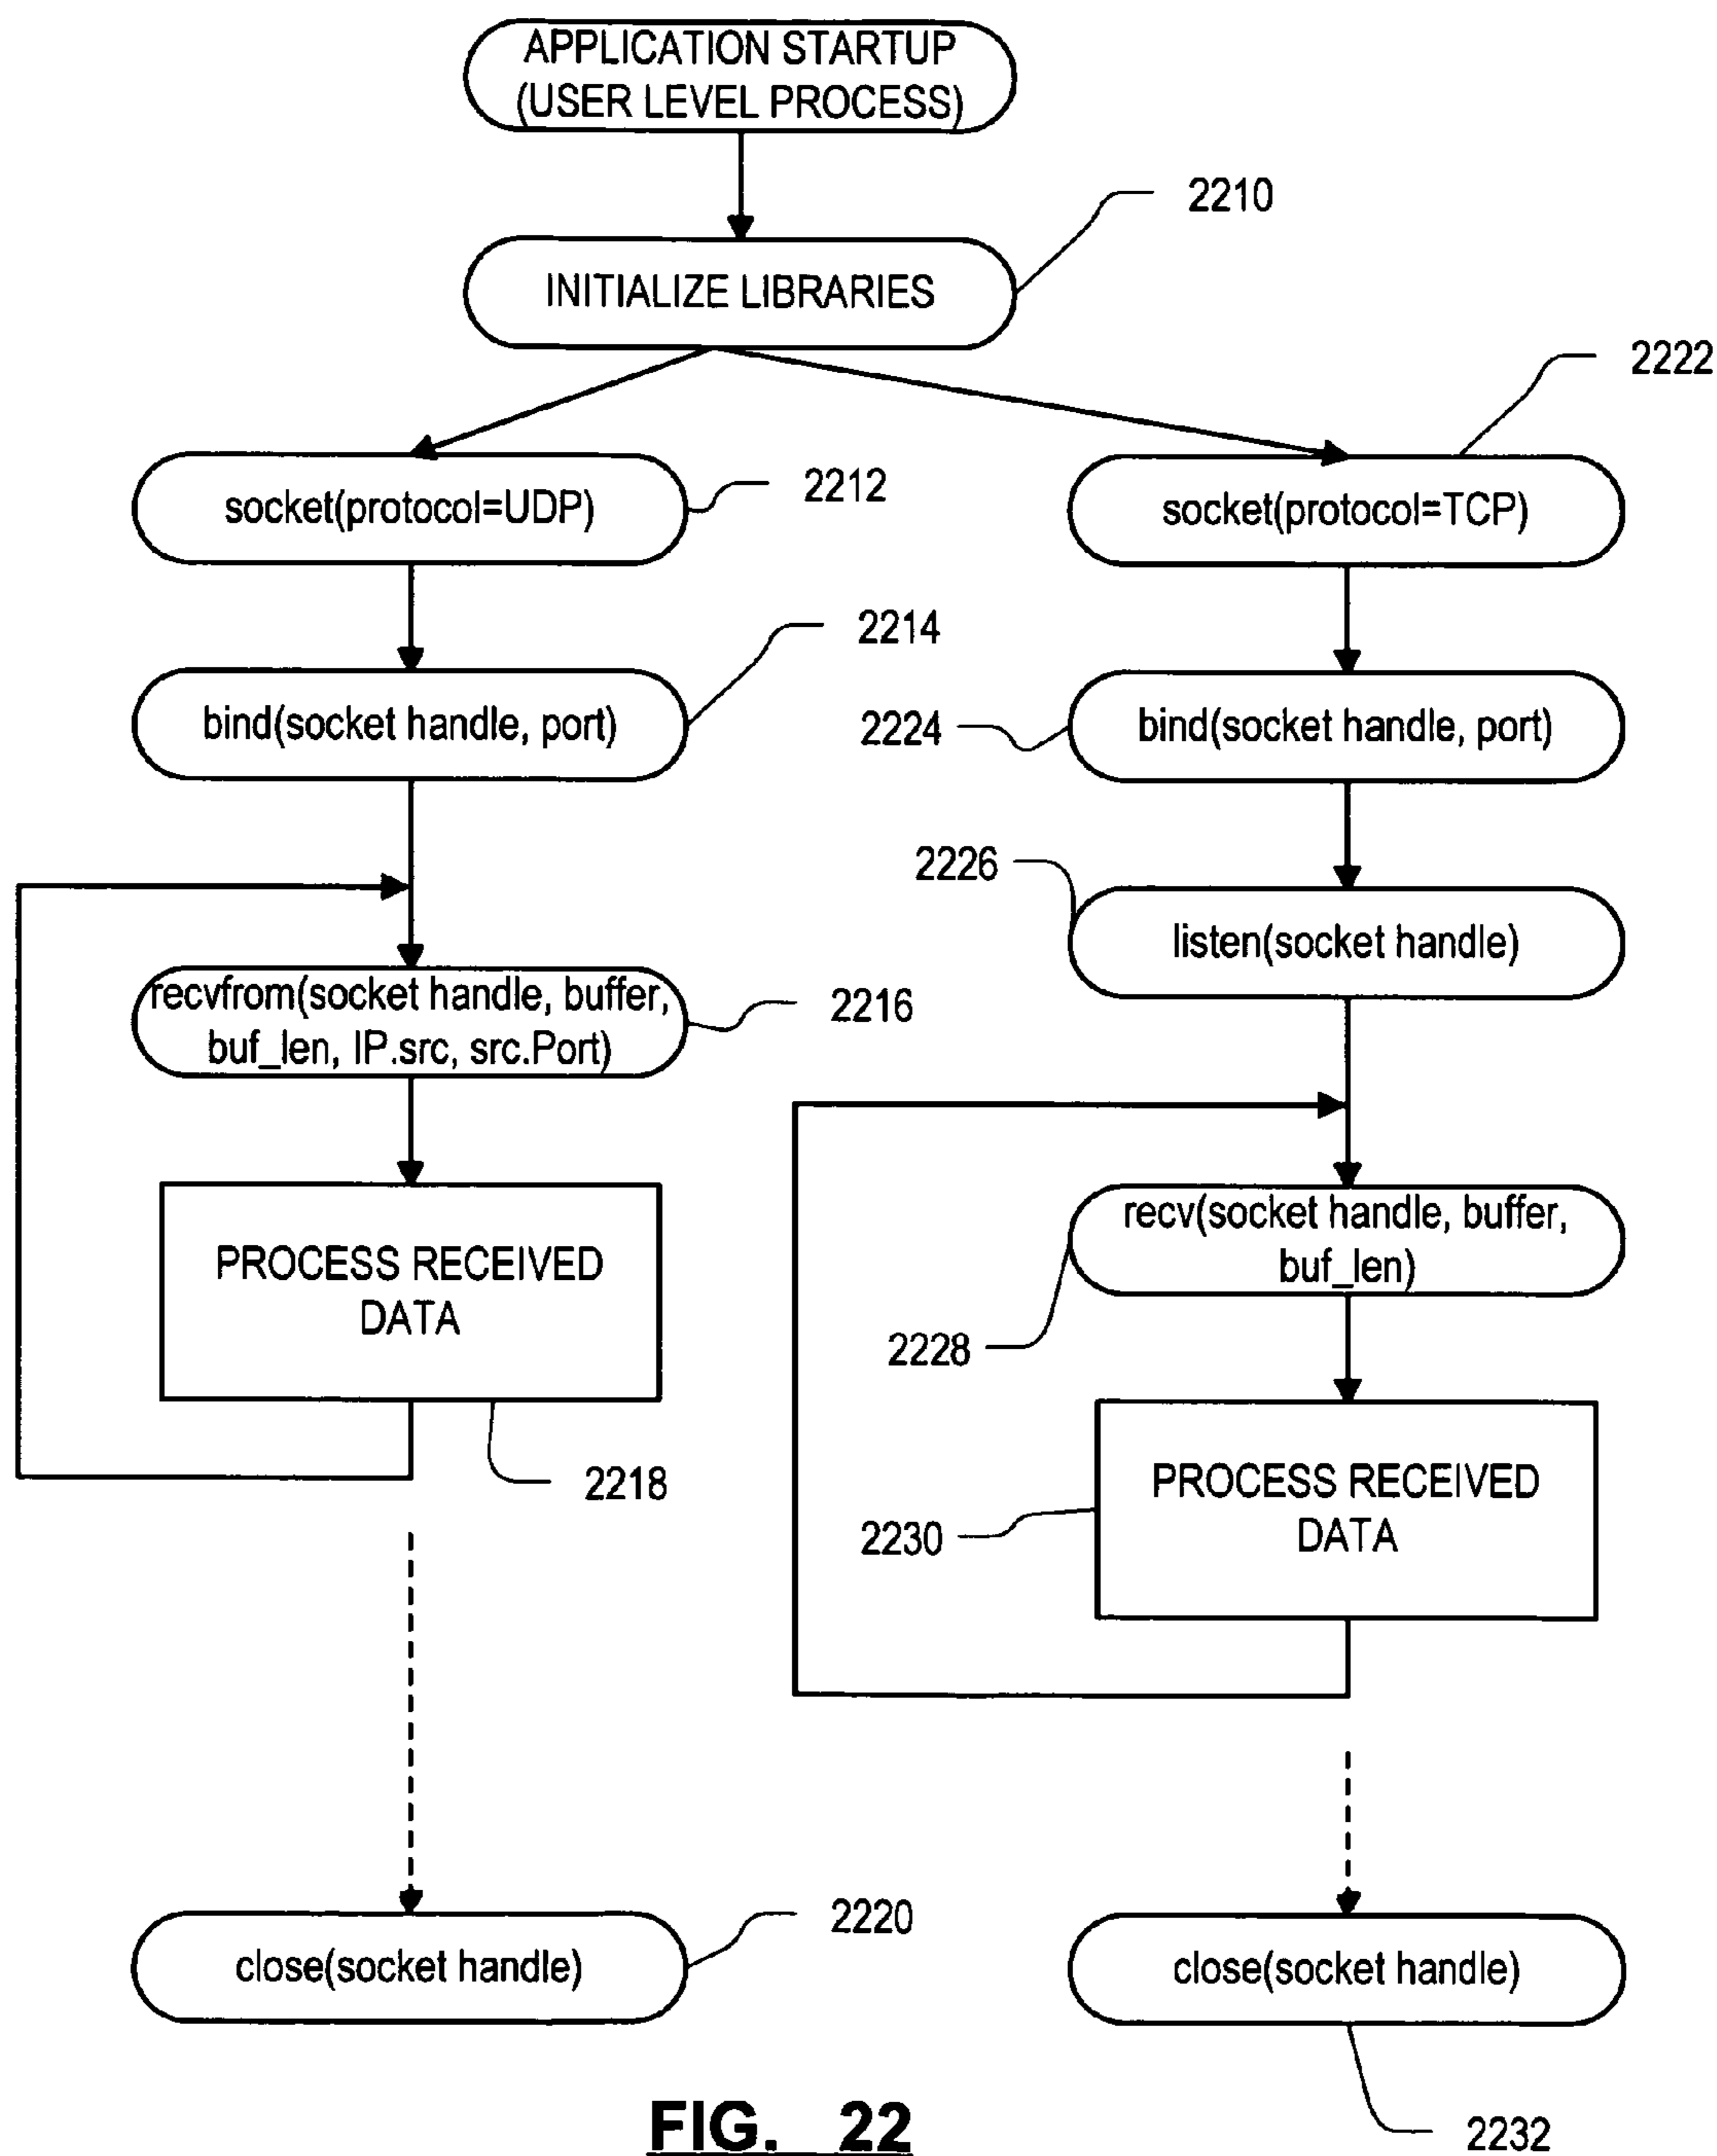 APPLICATION STARTUP
(USER LEVEL PROCESS)
2210
INITIALIZE LIBRARIES
2222
socket(protocol=UDP)
2212
socket(protocol=TCP)
2214
bind(socket handle, port)
2224
bind(socket handle, port)
2226
listen(socket handle)
recvfrom(socket handle, buffer,
buf_len, IP.src, src.Port)
2216
recv(socket handle, buffer,
buf_len)
2228
PROCESS RECEIVED
DATA
2218
PROCESS RECEIVED
DATA
2230
close(socket handle)
2220
close(socket handle)
2232
FIG. 22